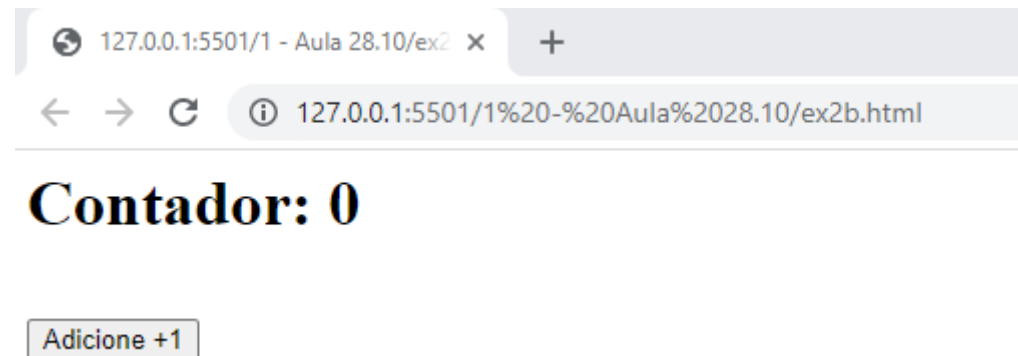 127.0.0.1:5501/1 - Aula 28.10/ex2
127.0.0.1:5501/1%20-%20Aula%2028.10/ex2b.html
Contador: 0
Adicione +1